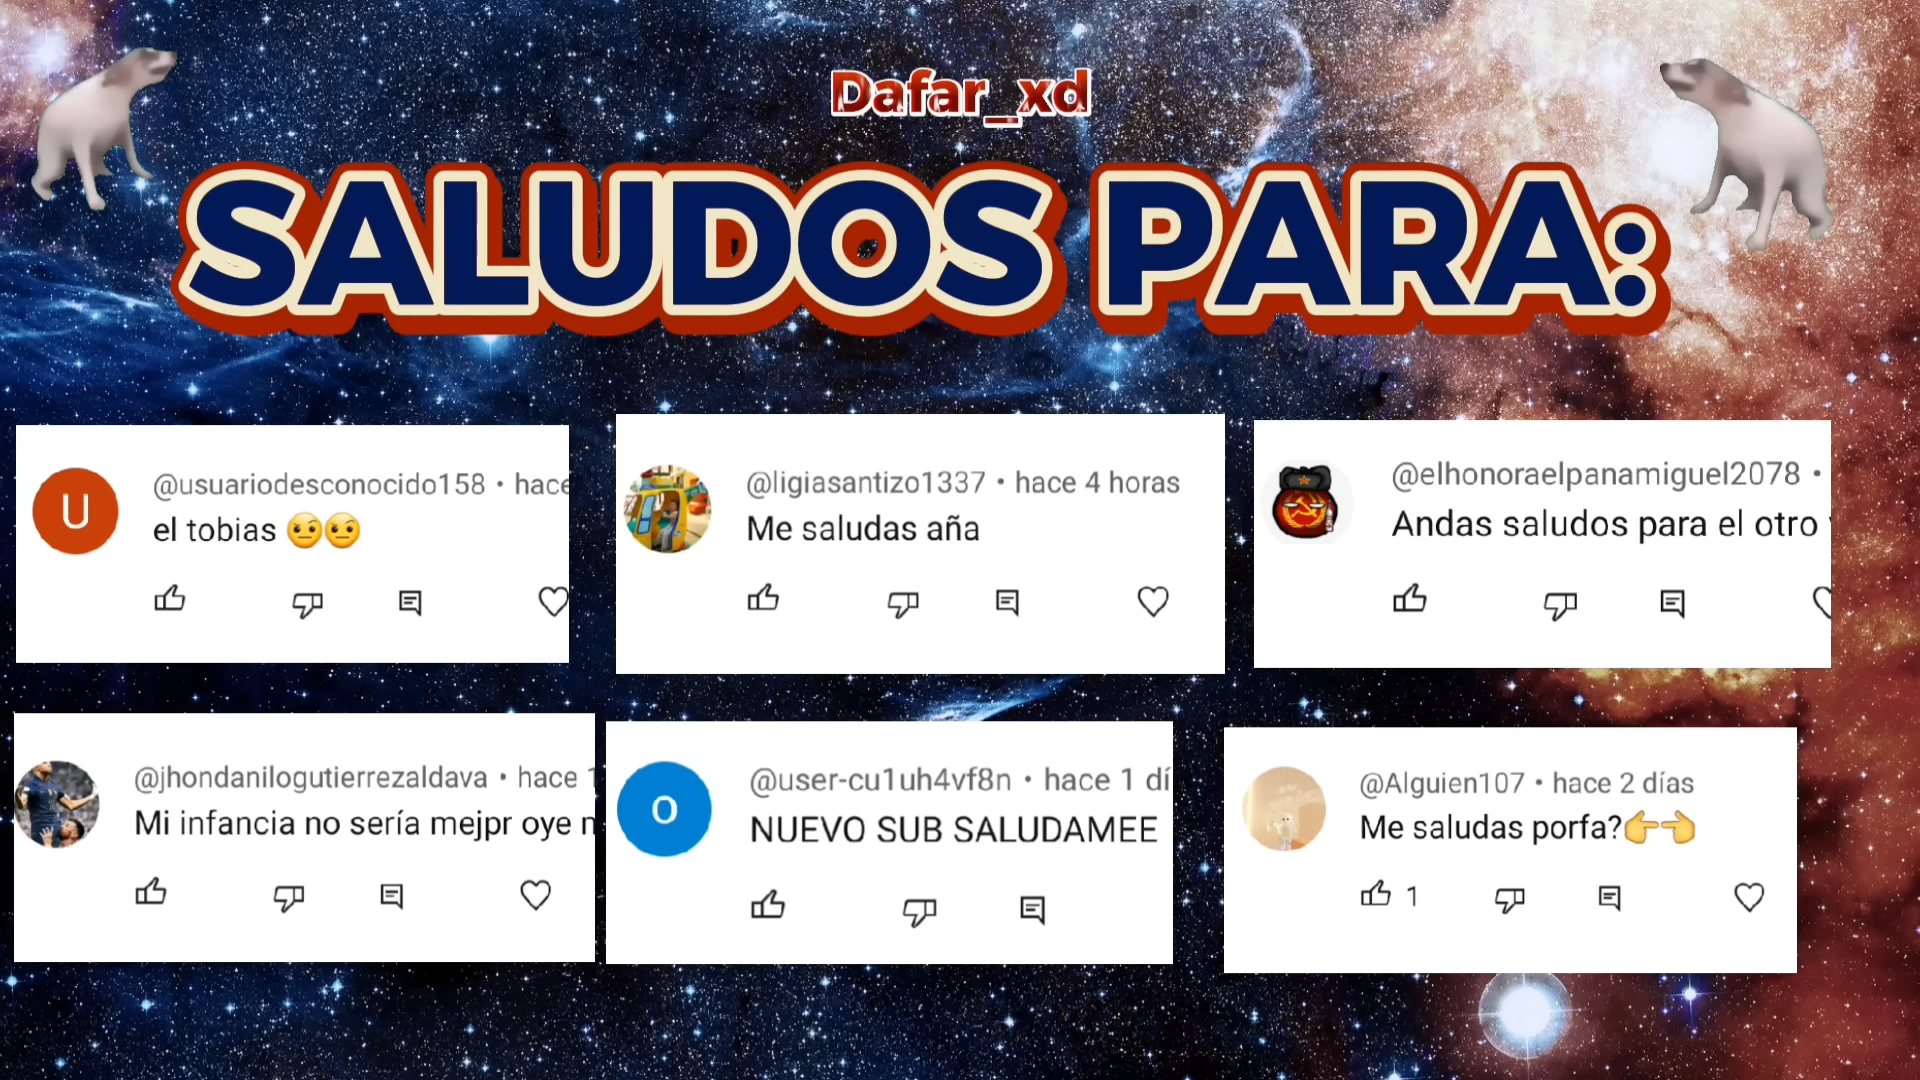 Dafar_xd
SALUDOS PARA:
U
@usuariodesconocido158 • hace
el tobias 🤨🤨
@ligiasantizo1337 • hace 4 horas
Me saludas aña
@elhonoraelpanamiguel2078 •
Andas saludos para el otro
@jhondanilogutierrezaldava • hace 1
Mi infancia no sería mejpr oye
O
@user-cu1uh4vf8n • hace 1 dí
NUEVO SUB SALUDAMEE
@Alguien107 • hace 2 días
Me saludas porfa?👉👈
1